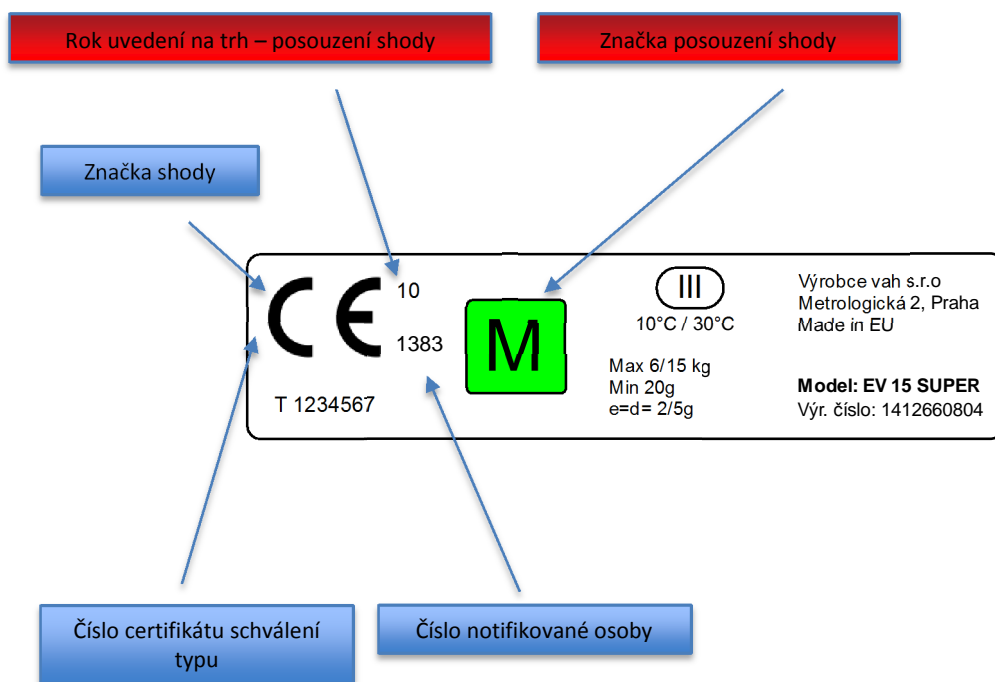 Rok uvedení na trh – posouzení shody
Značka posouzení shody
Značka shody
CE
10
1383
M
T 1234567
III
10°C / 30°C
Max 6/15 kg
Min 20g
e=d= 2/5g
Výrobce vah s.r.o
Metrologická 2, Praha
Made in EU
Model: EV 15 SUPER
Výr. číslo: 1412660804
Číslo certifikátu schválení
typu
Číslo notifikované osoby